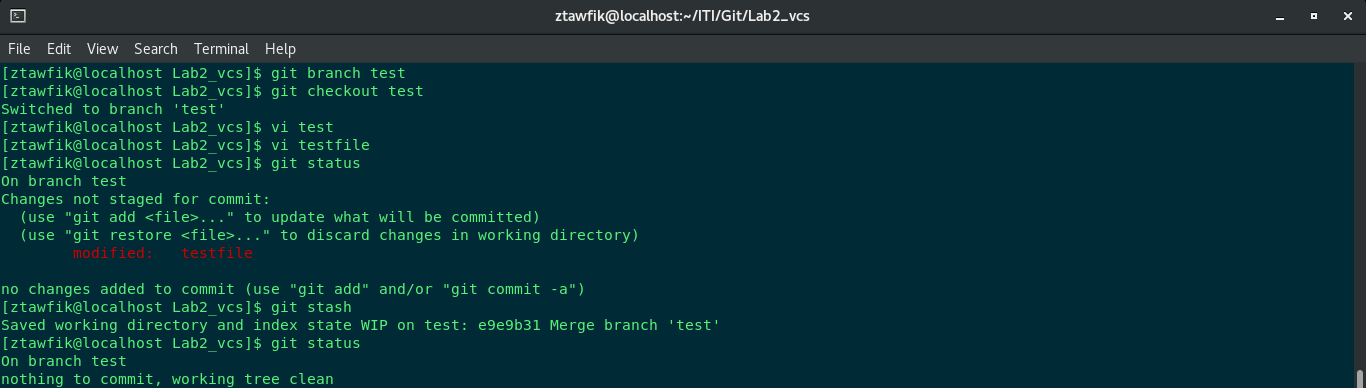 ztawfik@localhost:~/ITI/Git/Lab2_vcs
File Edit View Search Terminal Help
[ztawfik@localhost Lab2_vcs]$ git branch test
[ztawfik@localhost Lab2_vcs]$ git checkout test
Switched to branch 'test'
[ztawfik@localhost Lab2_vcs]$ vi test
[ztawfik@localhost Lab2_vcs]$ vi testfile
[ztawfik@localhost Lab2_vcs]$ git status
On branch test
Changes not staged for commit:
  (use "git add <file>..." to update what will be committed)
  (use "git restore <file>..." to discard changes in working directory)
        modified:   testfile

no changes added to commit (use "git add" and/or "git commit -a")
[ztawfik@localhost Lab2_vcs]$ git stash
Saved working directory and index state WIP on test: e9e9b31 Merge branch 'test'
[ztawfik@localhost Lab2_vcs]$ git status
On branch test
nothing to commit, working tree clean